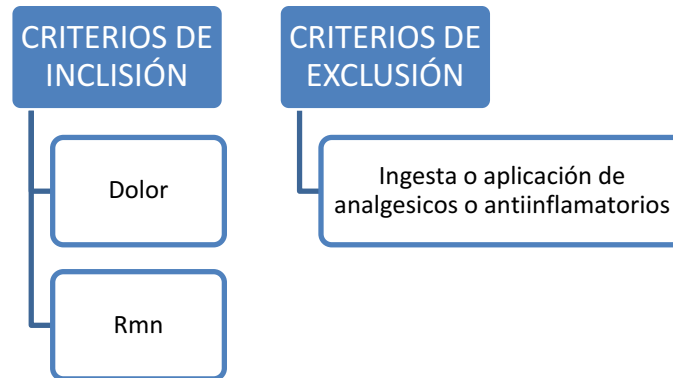 CRITERIOS DE
INCLISIÓN
Dolor
Rmn
CRITERIOS DE
EXCLUSIÓN
Ingesta o aplicación de
analgesicos o antiinflamatorios